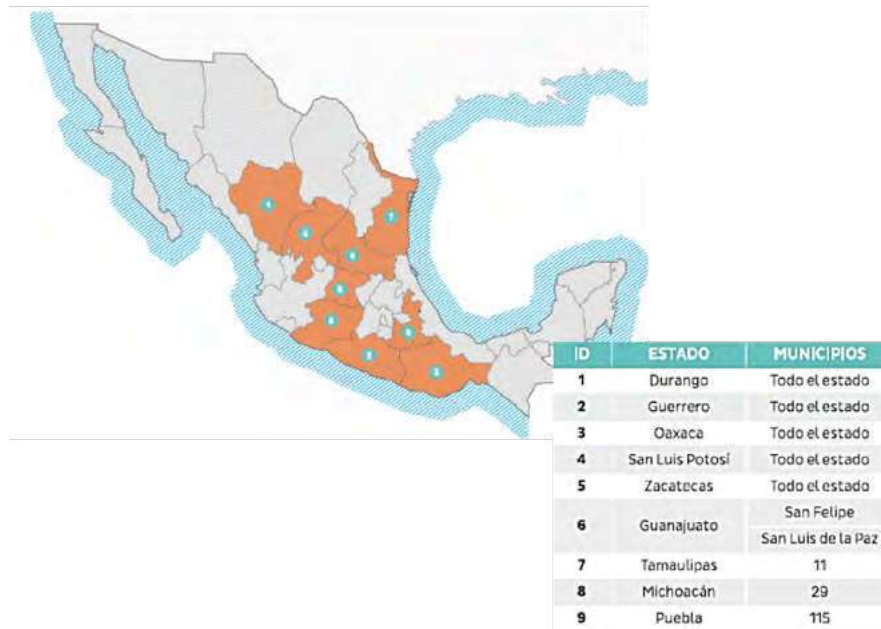 ID ESTADO MUNICIPIOS
1 Durango Todo el estado
2 Guerrero Todo el estado
3 Oaxaca Todo el estado
4 San Luis Potosí Todo el estado
5 Zacatecas Todo el estado
6 Guanajuato San Felipe
San Luis de la Paz
7 Tamaulipas 11
8 Michoacán 29
9 Puebla 115